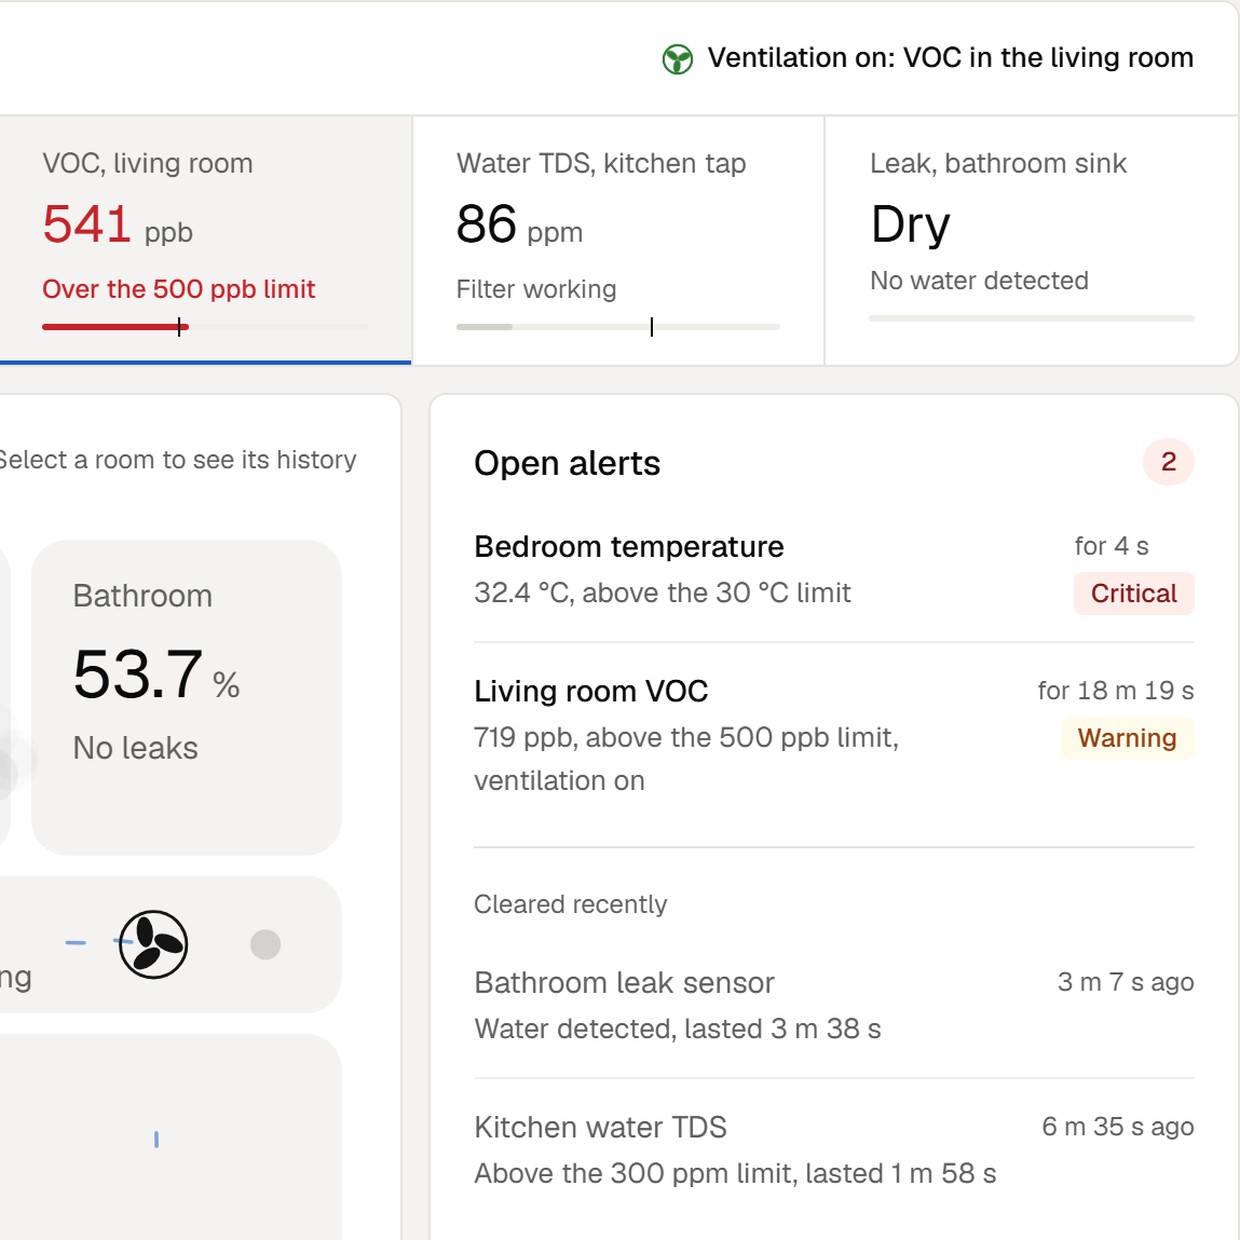 Ventilation on: VOC in the living room
VOC, living room
541 ppb
Over the 500 ppb limit
Water TDS, kitchen tap
86 ppm
Filter working
Leak, bathroom sink
Dry
No water detected
Select a room to see its history
Bathroom
53.7 %
No leaks
ng
Open alerts
2
Bedroom temperature
for 4 s
32.4 °C, above the 30 °C limit
Critical
Living room VOC
for 18 m 19 s
719 ppb, above the 500 ppb limit,
ventilation on
Warning
Cleared recently
Bathroom leak sensor
3 m 7 s ago
Water detected, lasted 3 m 38 s
Kitchen water TDS
6 m 35 s ago
Above the 300 ppm limit, lasted 1 m 58 s